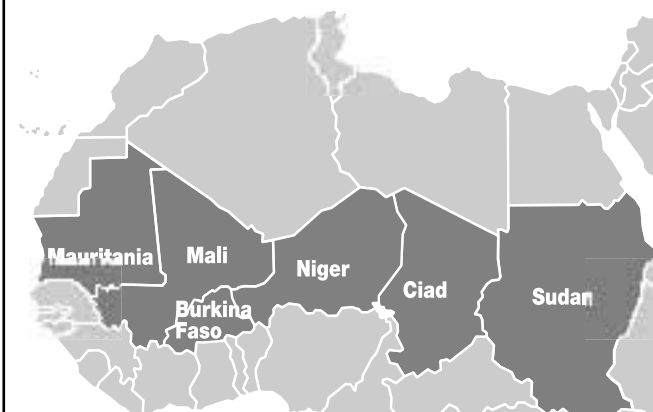 Mauritania
Mali
Niger
Ciad
Sudan
Burkina
Faso